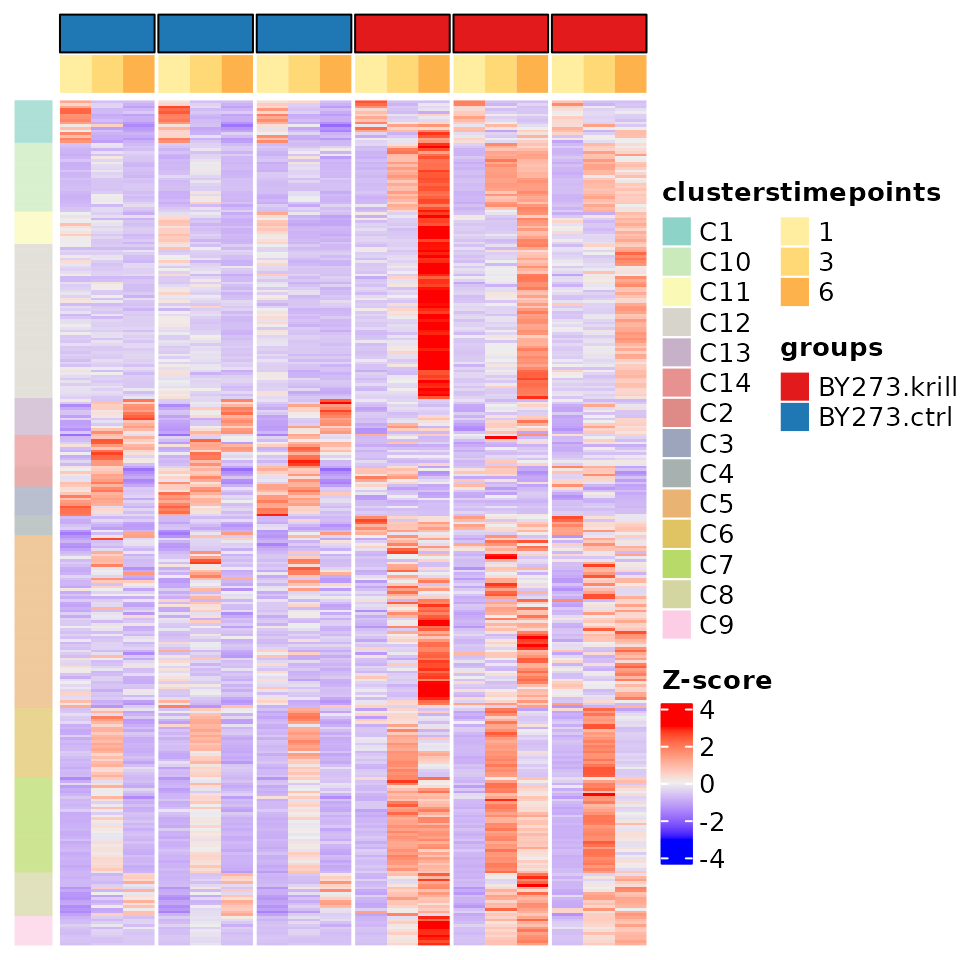 clusters
C1
C10
C11
C12
C13
C14
C2
C3
C4
C5
C6
C7
C8
C9
timepoints
1
3
6
groups
BY273.krill
BY273.ctrl
Z-score
4
2
0
-2
-4